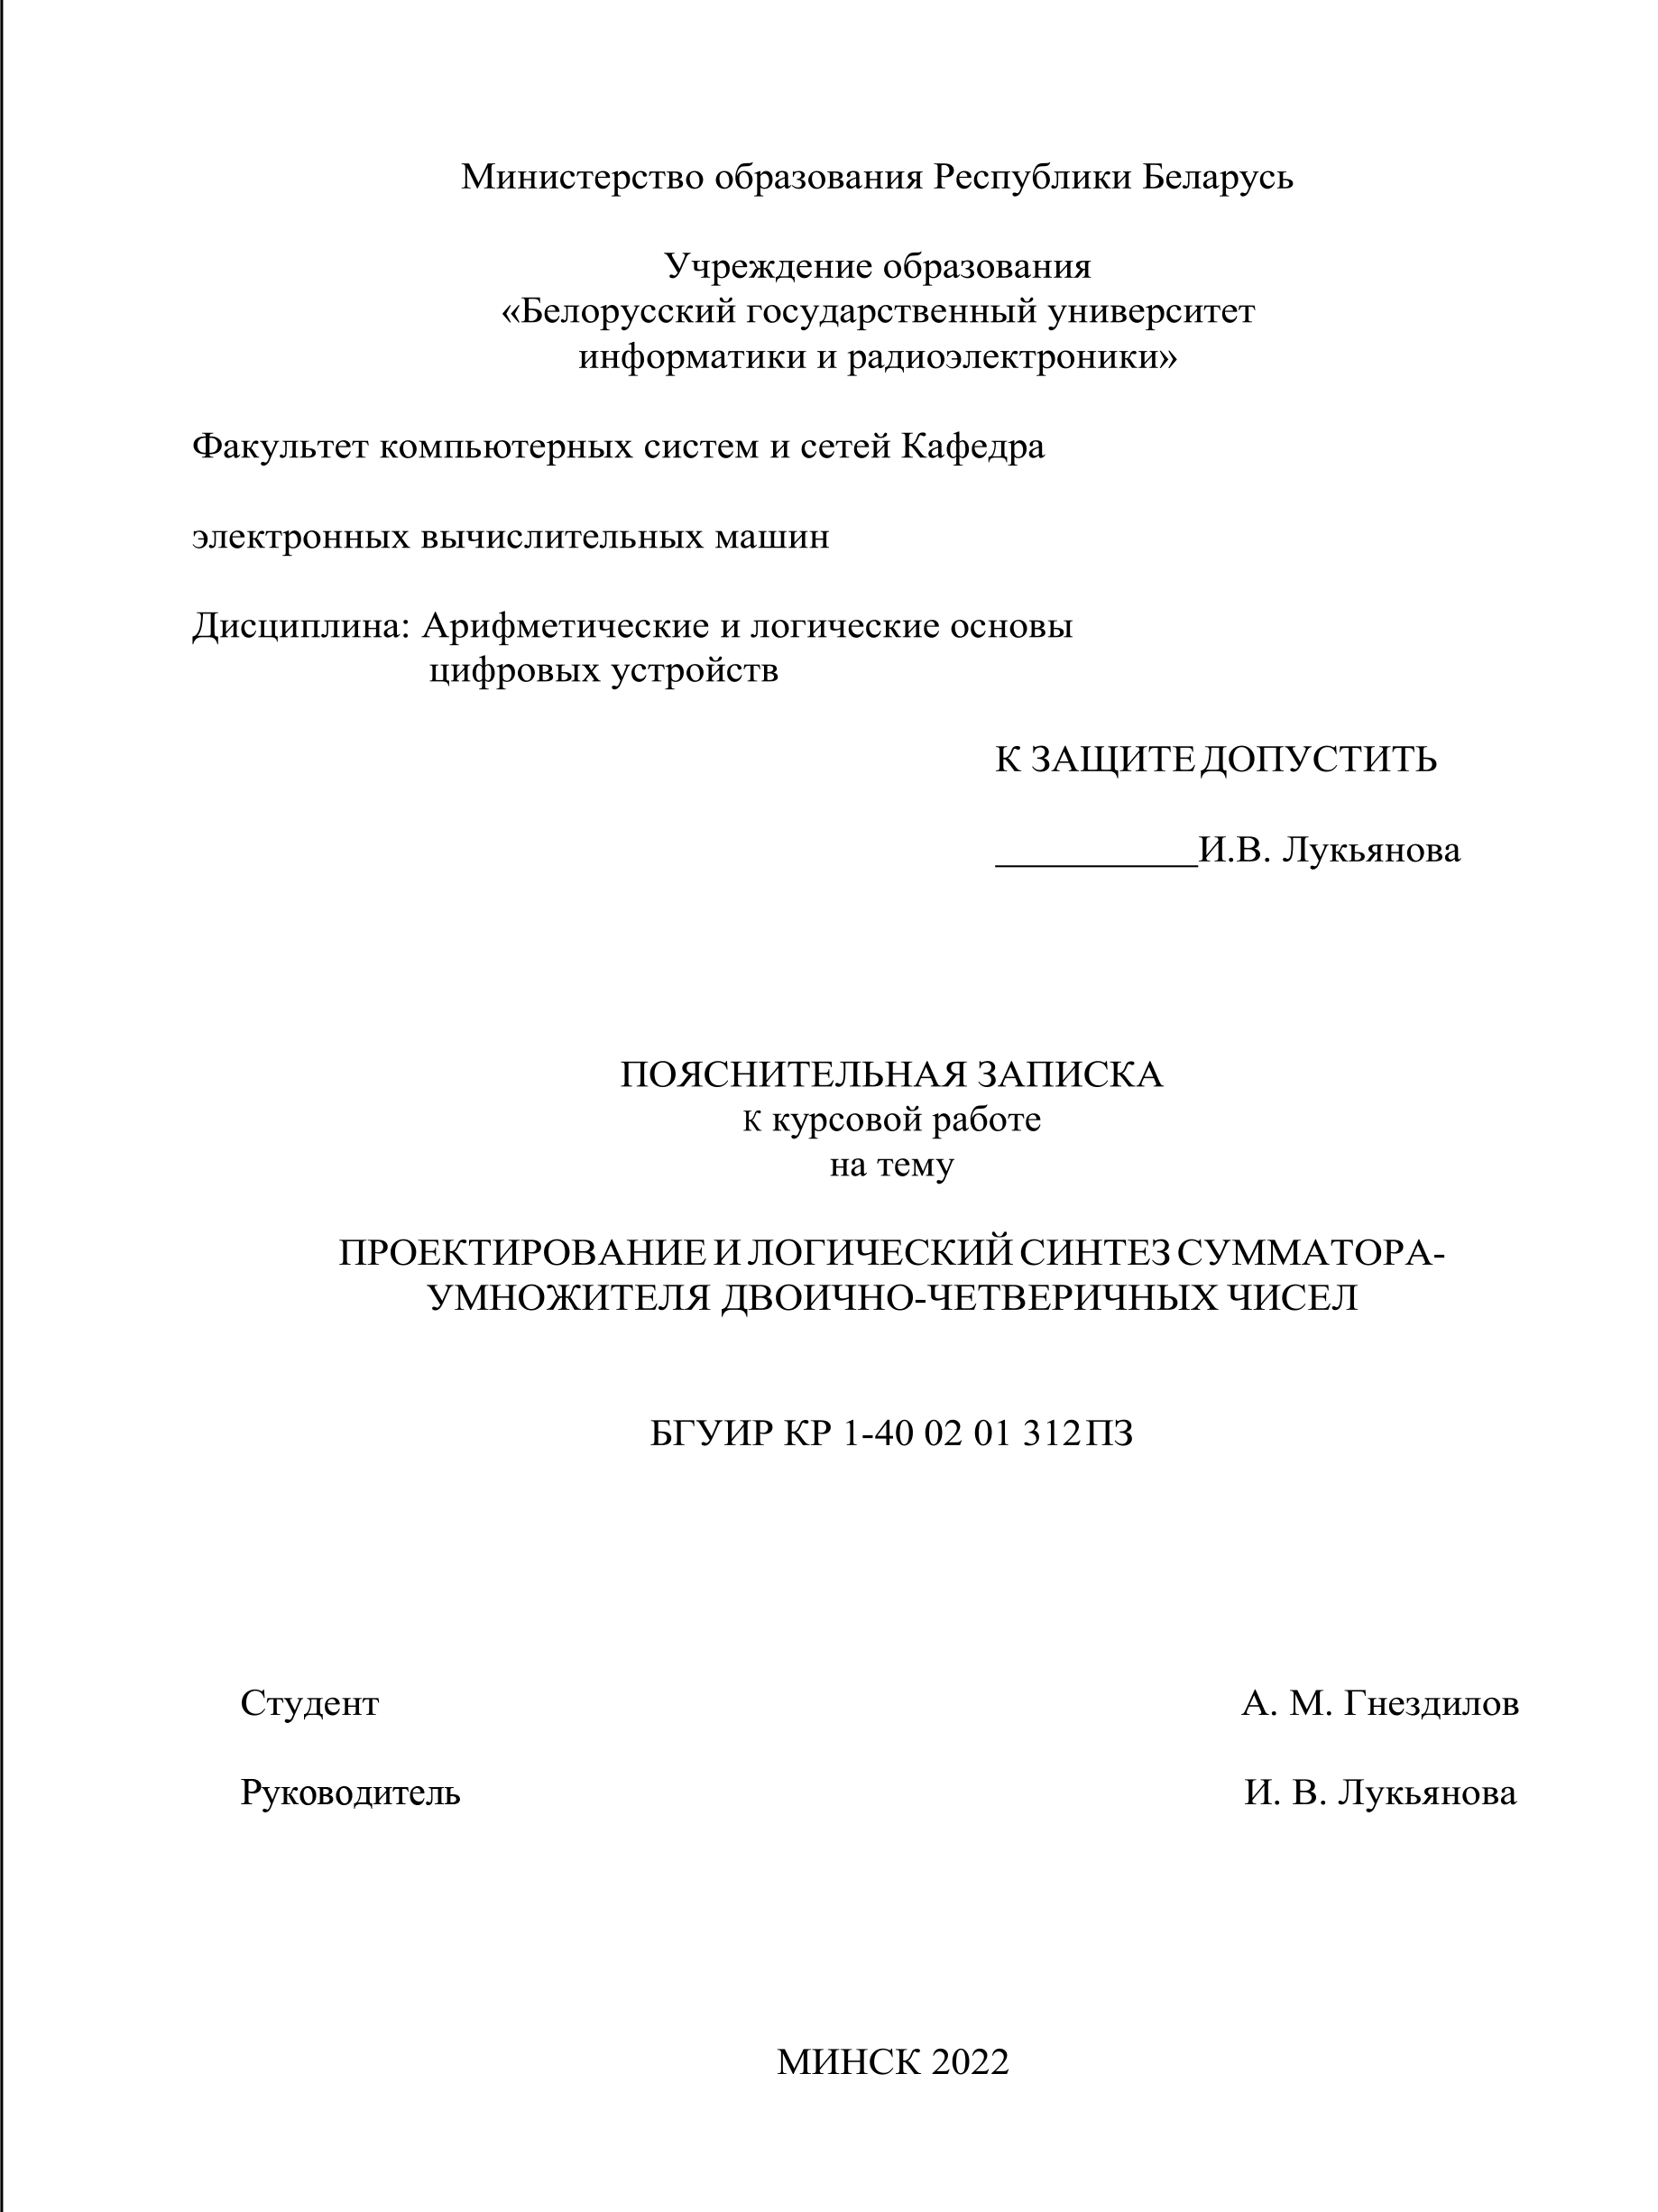 Министерство образования Республики Беларусь
Учреждение образования
«Белорусский государственный университет
информатики и радиоэлектроники»
Факультет компьютерных систем и сетей Кафедра
электронных вычислительных машин
Дисциплина: Арифметические и логические основы
цифровых устройств
К ЗАЩИТЕ ДОПУСТИТЬ
___________И.В. Лукьянова
ПОЯСНИТЕЛЬНАЯ ЗАПИСКА
К курсовой работе
на тему
ПРОЕКТИРОВАНИЕ И ЛОГИЧЕСКИЙ СИНТЕЗ СУММАТОРА-
УМНОЖИТЕЛЯ ДВОИЧНО-ЧЕТВЕРИЧНЫХ ЧИСЕЛ
БГУИР КР 1-40 02 01 312 ПЗ
Студент А. М. Гнездилов
Руководитель И. В. Лукьянова
МИНСК 2022